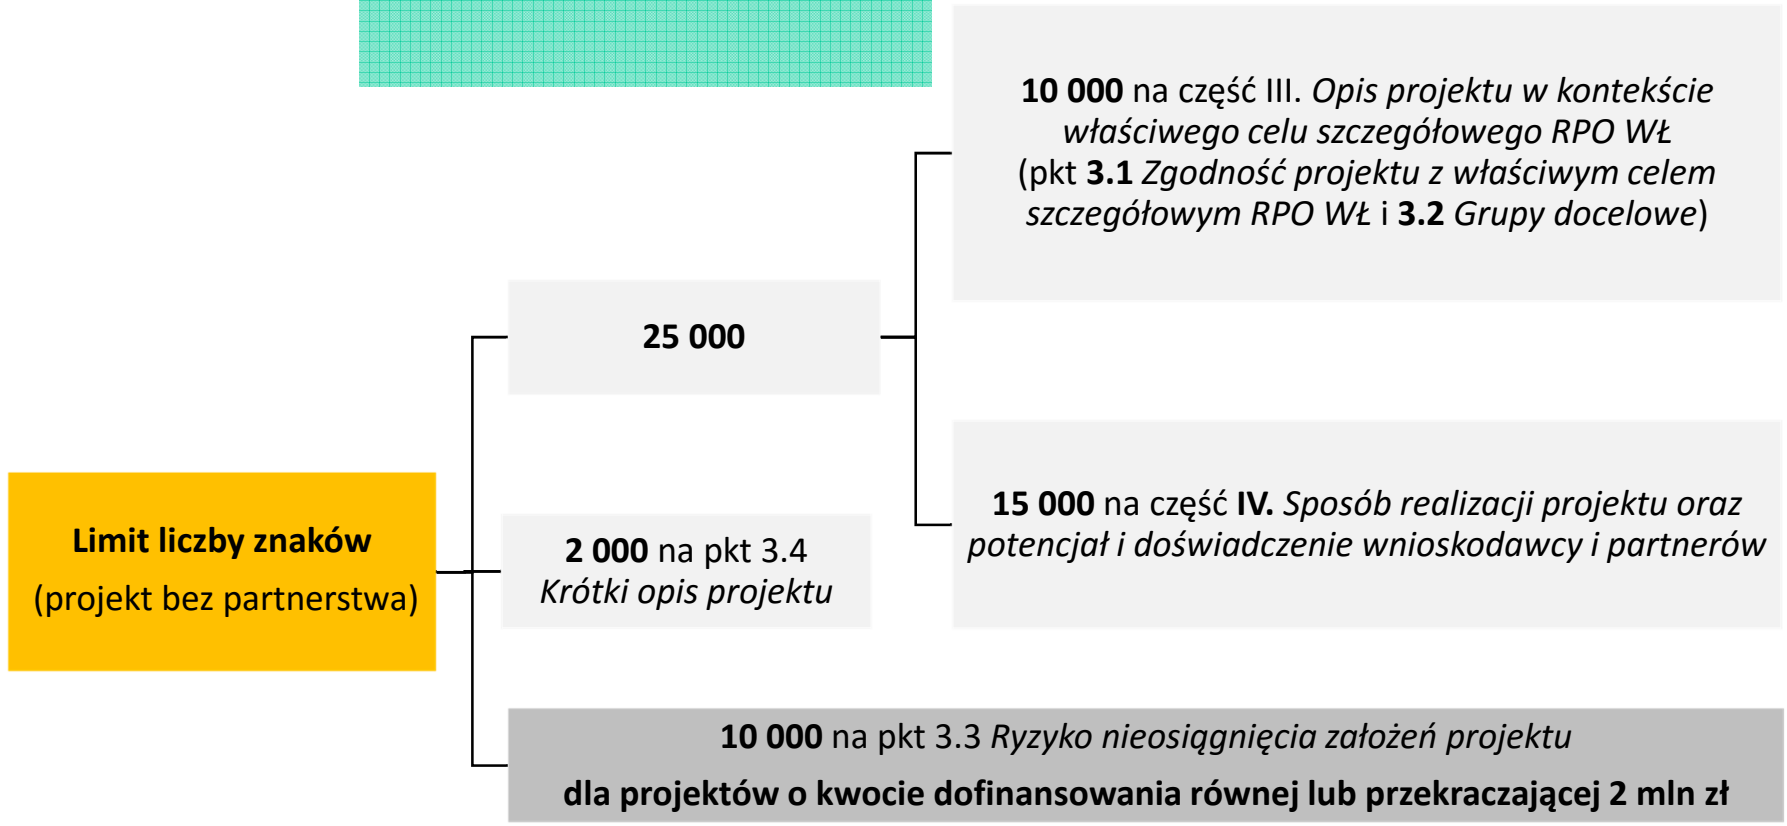 10 000 na część III. Opis projektu w kontekście
właściwego celu szczegółowego RPO WŁ
(pkt 3.1 Zgodność projektu z właściwym celem
szczegółowym RPO WŁ i 3.2 Grupy docelowe)
25 000
15 000 na część IV. Sposób realizacji projektu oraz
potencjał i doświadczenie wnioskodawcy i partnerów
Limit liczby znaków
(projekt bez partnerstwa)
2 000 na pkt 3.4
Krótki opis projektu
10 000 na pkt 3.3 Ryzyko nieosiągnięcia założeń projektu
dla projektów o kwocie dofinansowania równej lub przekraczającej 2 mln zł